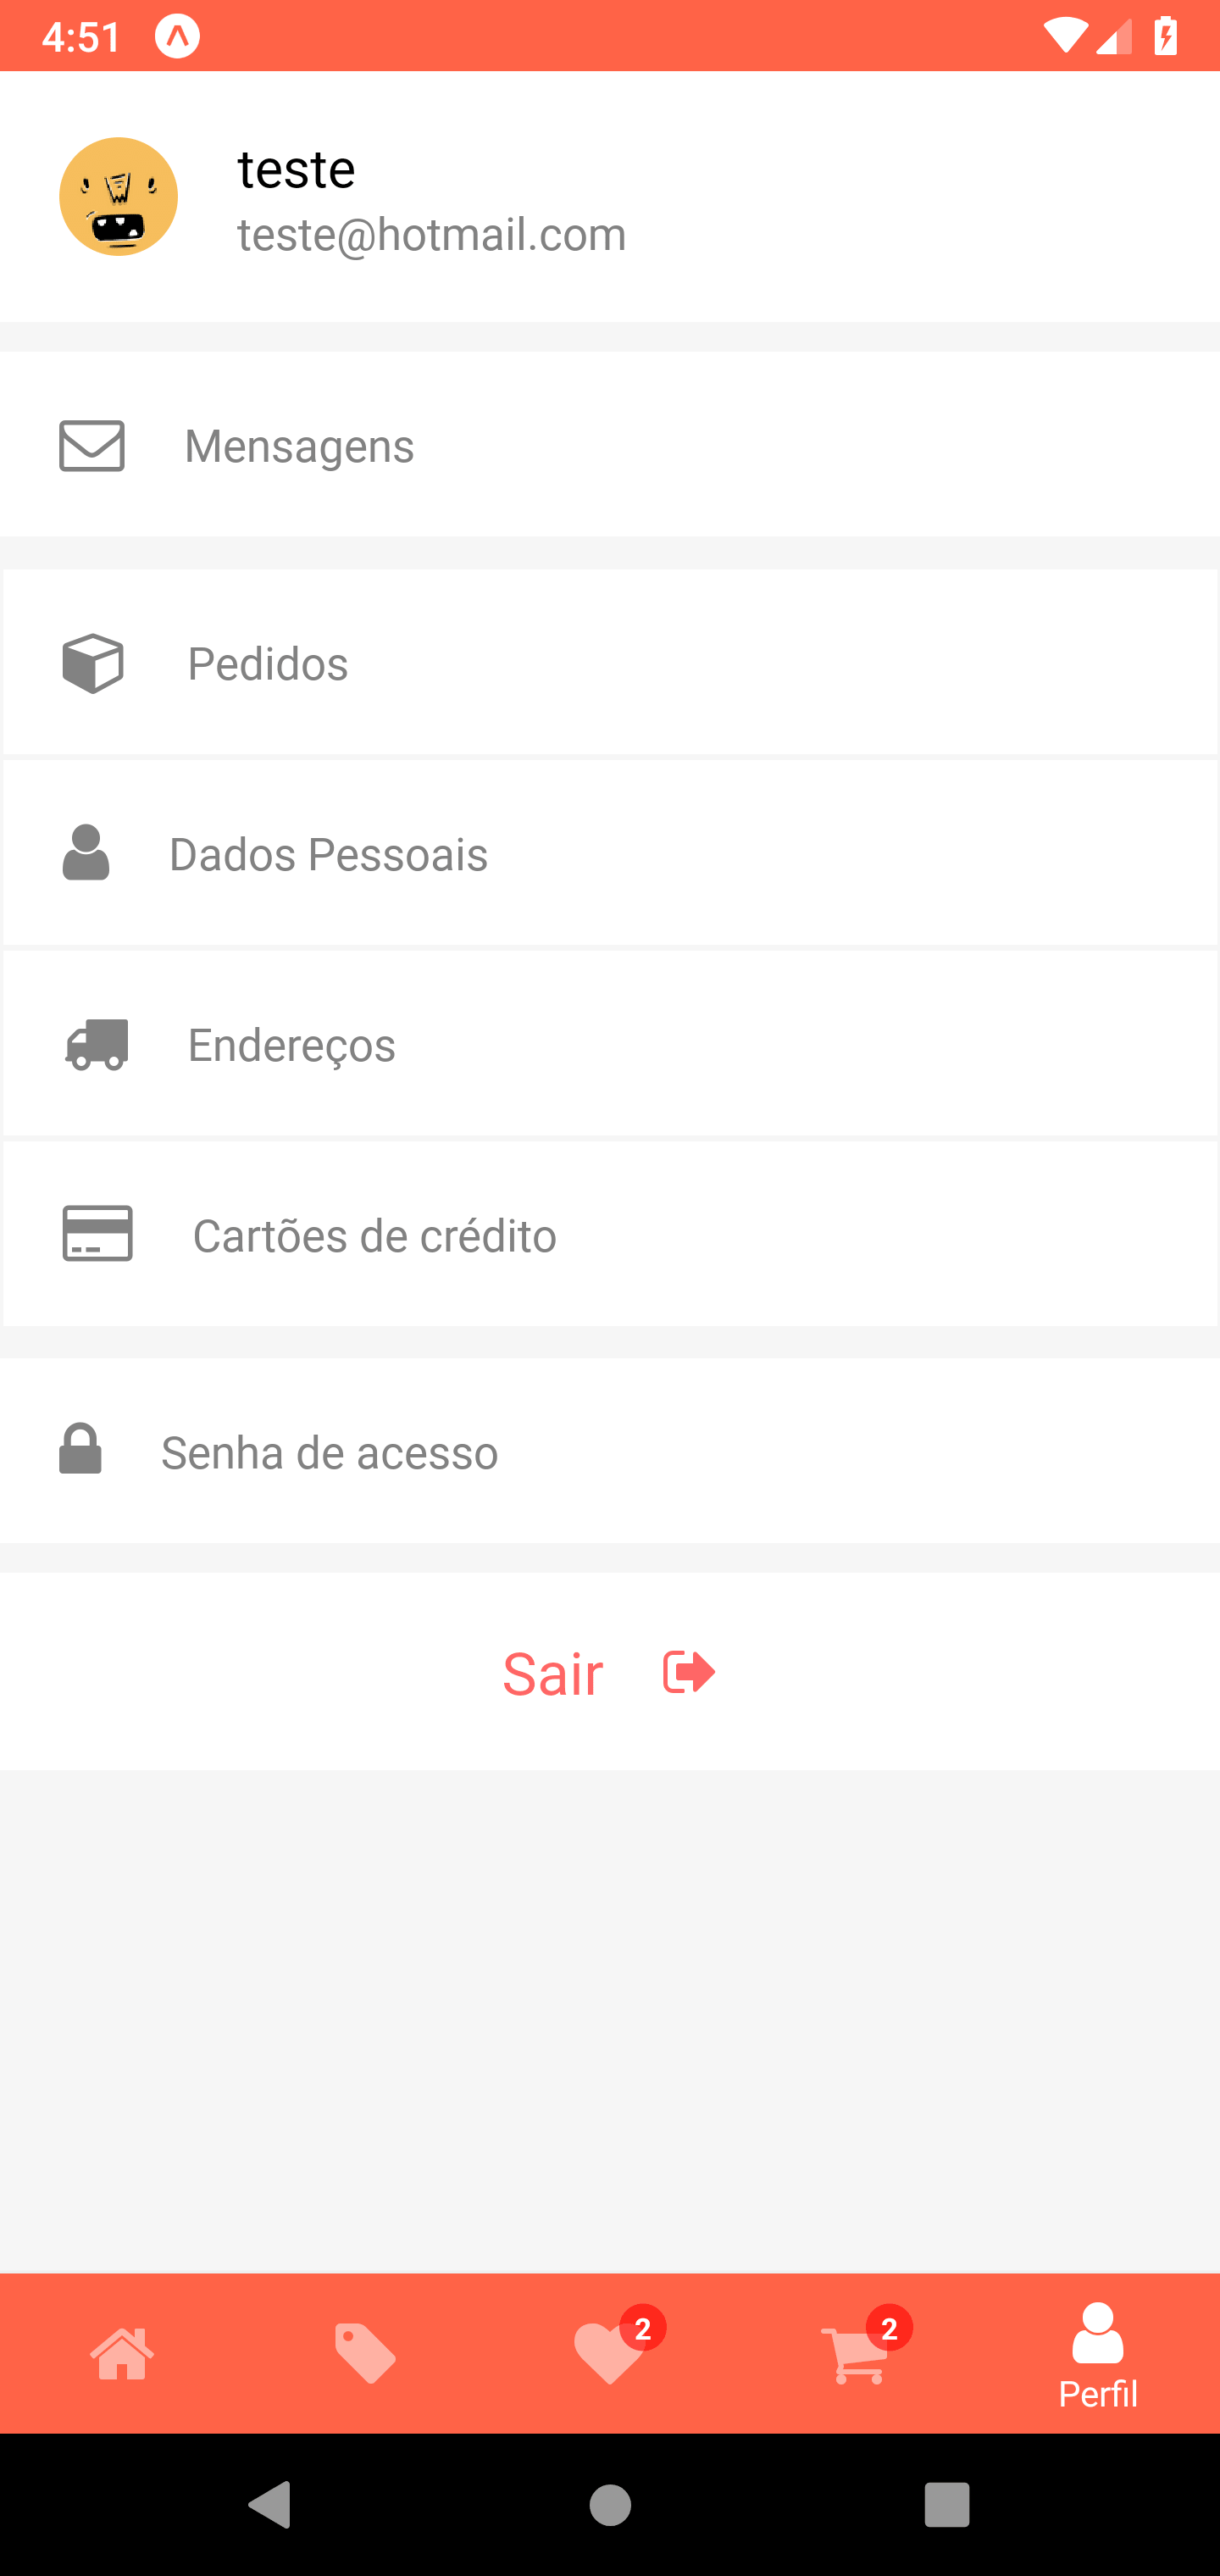 4:51
teste
teste@hotmail.com
Mensagens
Pedidos
Dados Pessoais
Endereços
Cartões de crédito
Senha de acesso
Sair
2
2
Perfil